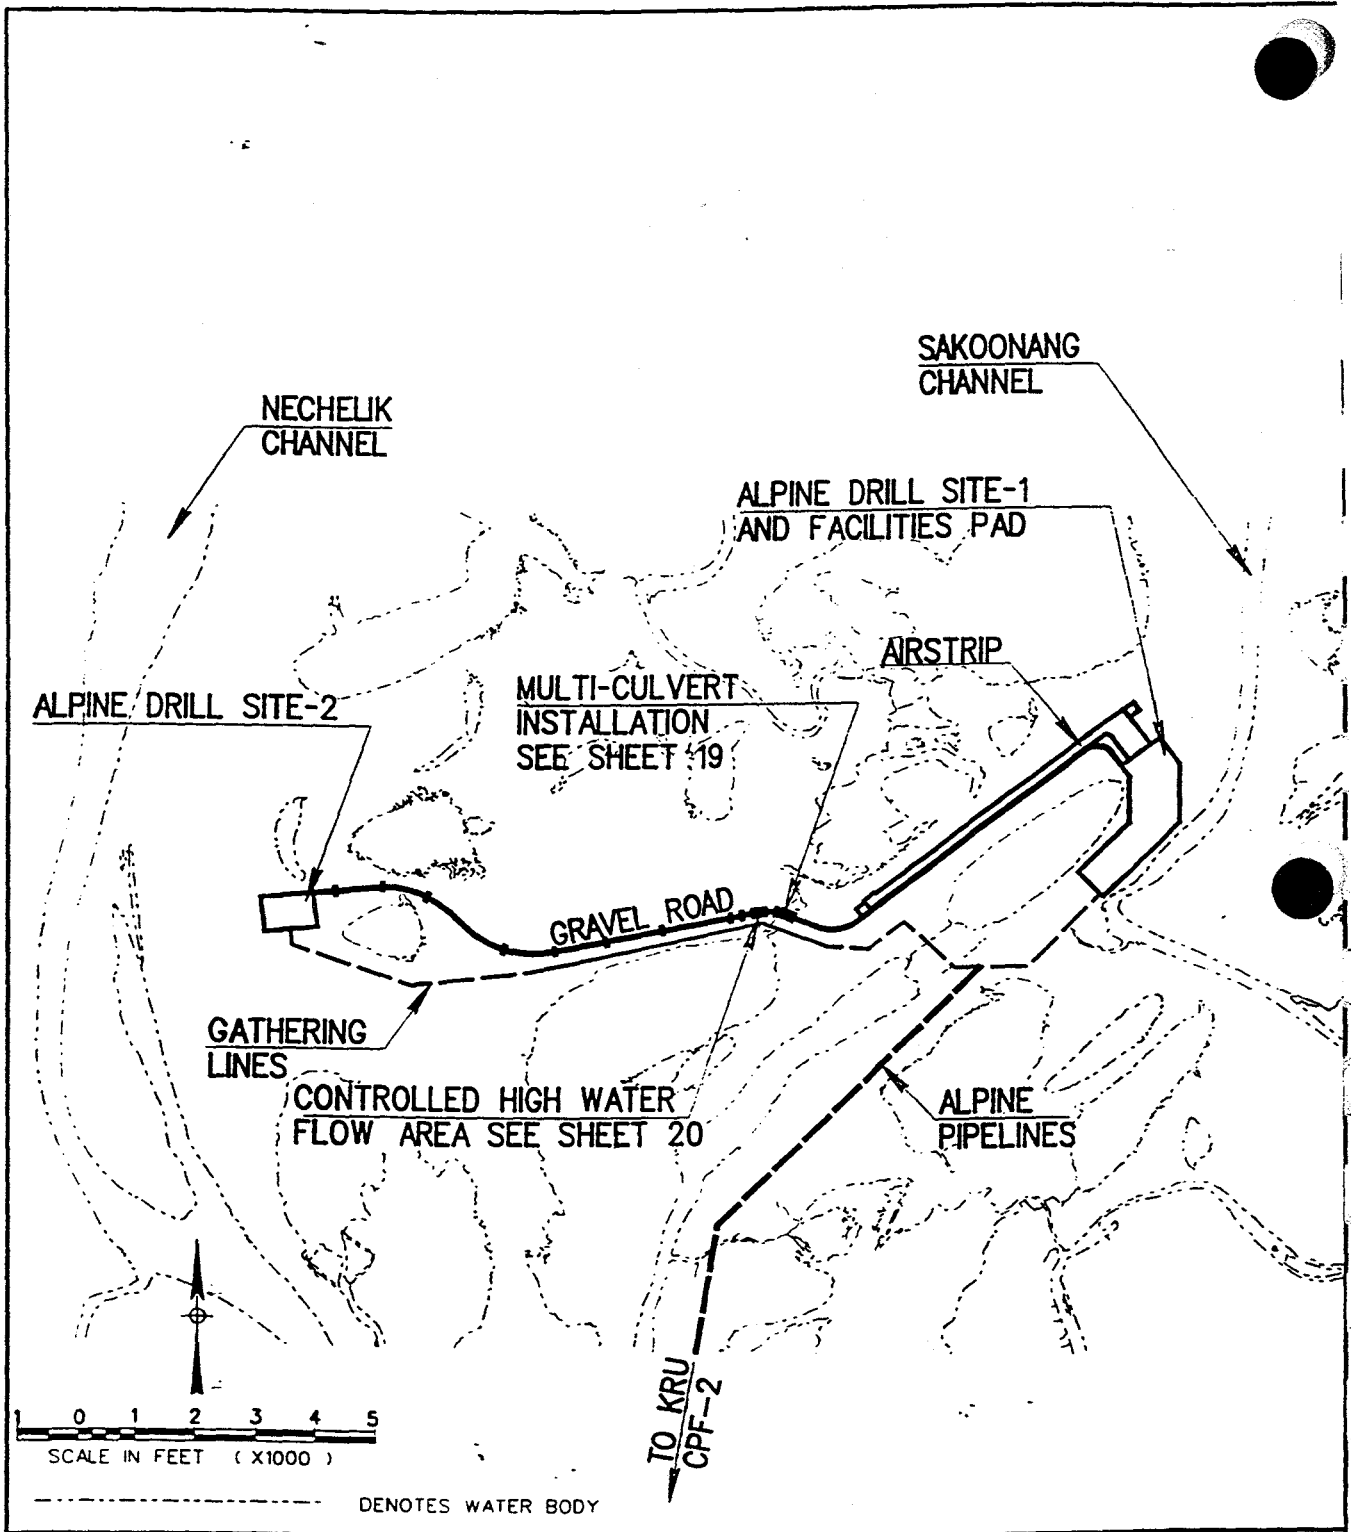 SAKOONANG
CHANNEL
NECHELIK
CHANNEL
ALPINE DRILL SITE-1
AND FACILITIES PAD
AIRSTRIP
ALPINE DRILL SITE-2
MULTI-CULVERT
INSTALLATION
SEE SHEET 19
GRAVEL ROAD
GATHERING
LINES
CONTROLLED HIGH WATER
FLOW AREA SEE SHEET 20
ALPINE
PIPELINES
TO KRU
CPF-2
1 0 1 2 3 4 5
SCALE IN FEET ( X1000 )
DENOTES WATER BODY